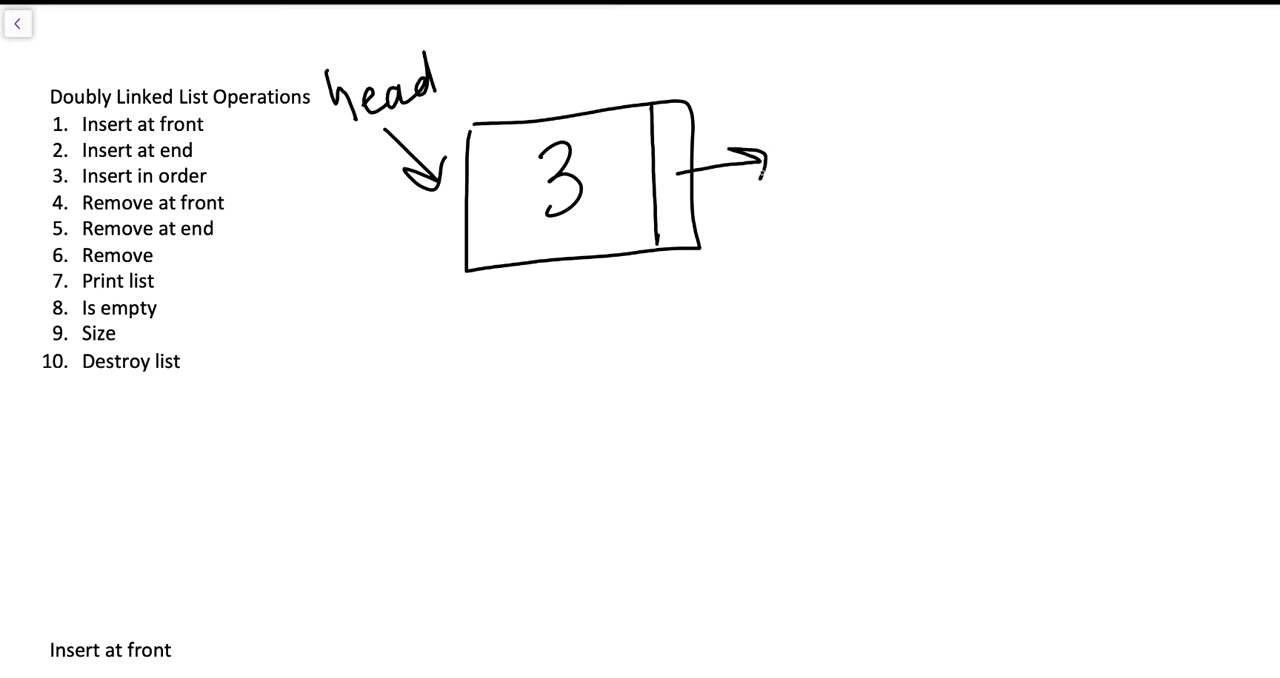 head
Doubly Linked List Operations
1. Insert at front
2. Insert at end
3. Insert in order
4. Remove at front
5. Remove at end
6. Remove
7. Print list
8. Is empty
9. Size
10. Destroy list
3
Insert at front